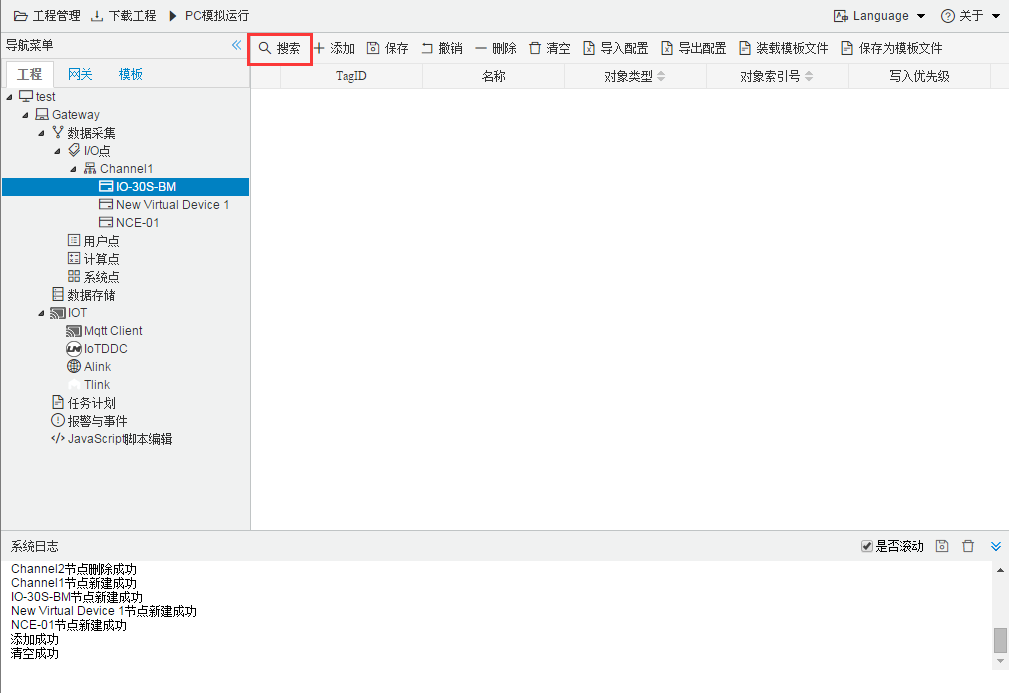 工程管理 下载工程 PC模拟运行 Language 关于
导航菜单
搜索 添加 保存 撤销 删除 清空 导入配置 导出配置 装载模板文件 保存为模板文件
工程 网关 模板
TagID 名称 对象类型 对象索引号 写入优先级
test
Gateway
数据采集
I/O点
Channel1
IO-30S-BM
New Virtual Device 1
NCE-01
用户点
计算点
系统点
数据存储
IOT
Mqtt Client
IoTDDC
Alink
Tlink
任务计划
报警与事件
JavaScript脚本编辑
系统日志 是否滚动
Channel2节点删除成功
Channel1节点新建成功
IO-30S-BM节点新建成功
New Virtual Device 1节点新建成功
NCE-01节点新建成功
添加成功
清空成功